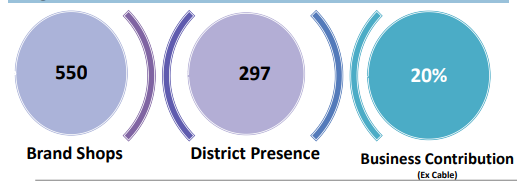 550
297
20%
Brand Shops
District Presence
Business Contribution
(Ex Cable)